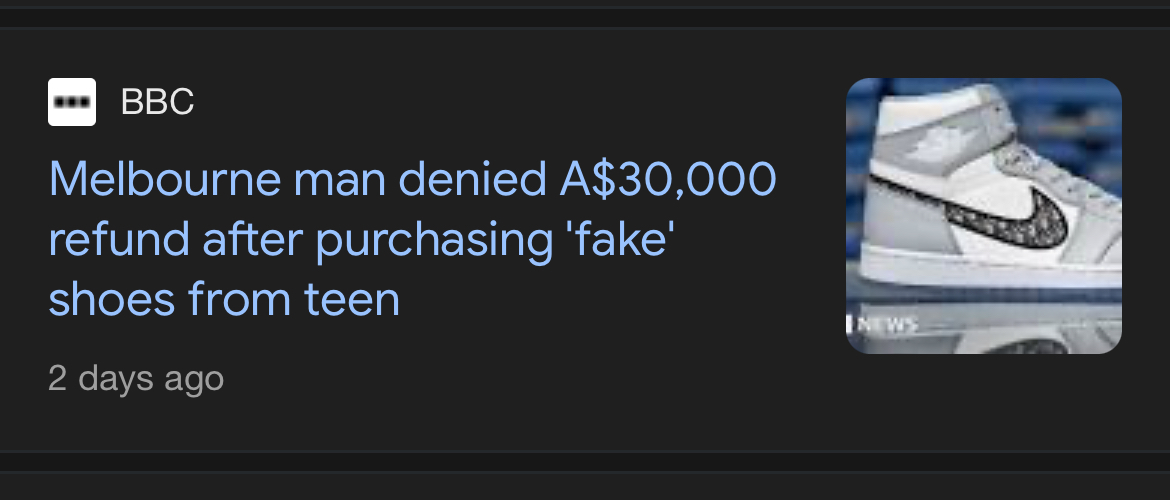 BBC
Melbourne man denied A$30,000
refund after purchasing 'fake'
shoes from teen
NEWS
2 days ago